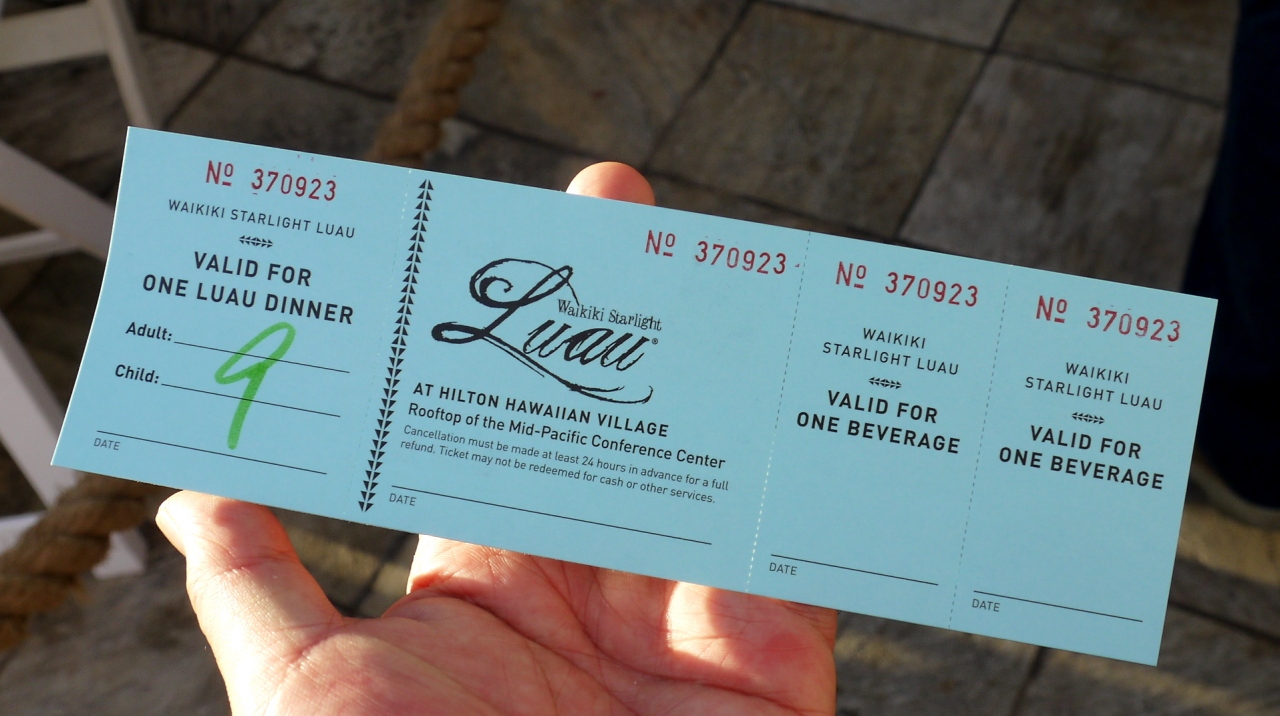 Nº 370923
WAIKIKI STARLIGHT LUAU
VALID FOR
ONE LUAU DINNER
Adult:
Child:
9
DATE
Nº 370923
Waikiki Starlight
Luau®
AT HILTON HAWAIIAN VILLAGE
Rooftop of the Mid-Pacific Conference Center
Cancellation must be made at least 24 hours in advance for a full
refund. Ticket may not be redeemed for cash or other services.
DATE
Nº 370923
WAIKIKI
STARLIGHT LUAU
VALID FOR
ONE BEVERAGE
DATE
Nº 370923
WAIKIKI
STARLIGHT LUAU
VALID FOR
ONE BEVERAGE
DATE